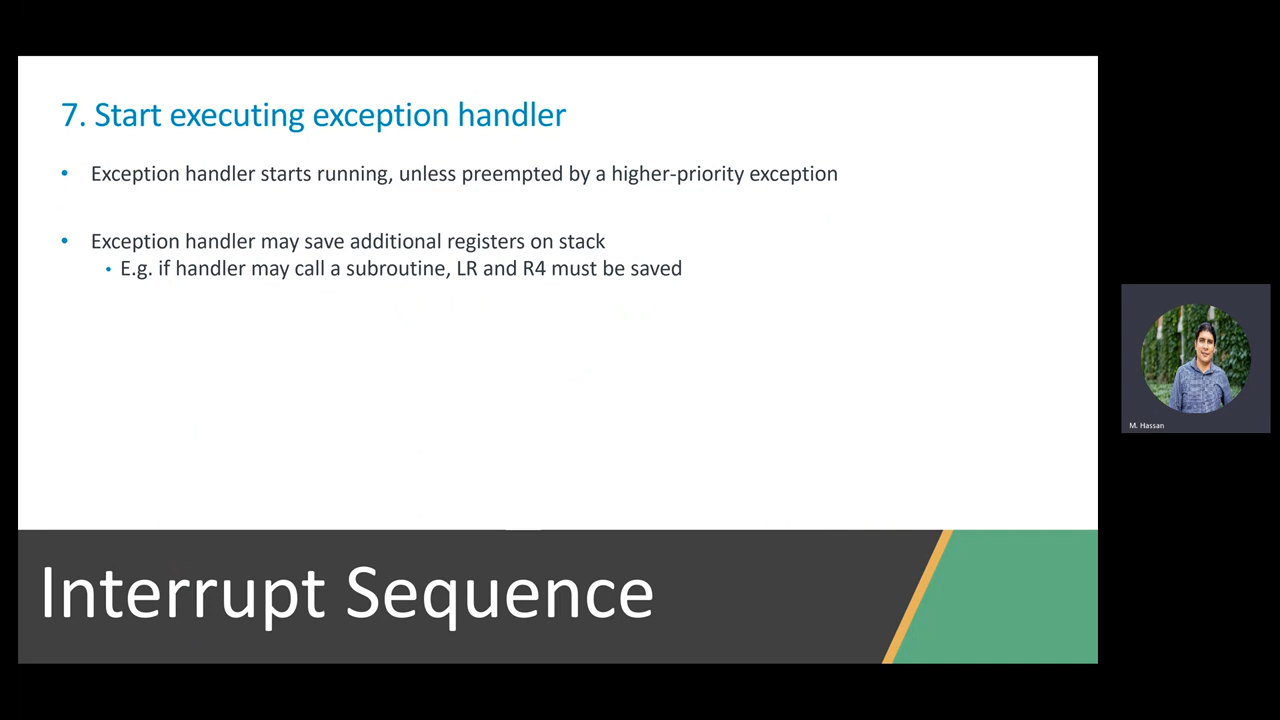 7. Start executing exception handler
• Exception handler starts running, unless preempted by a higher-priority exception
• Exception handler may save additional registers on stack
• E.g. if handler may call a subroutine, LR and R4 must be saved
M. Hassan
Interrupt Sequence